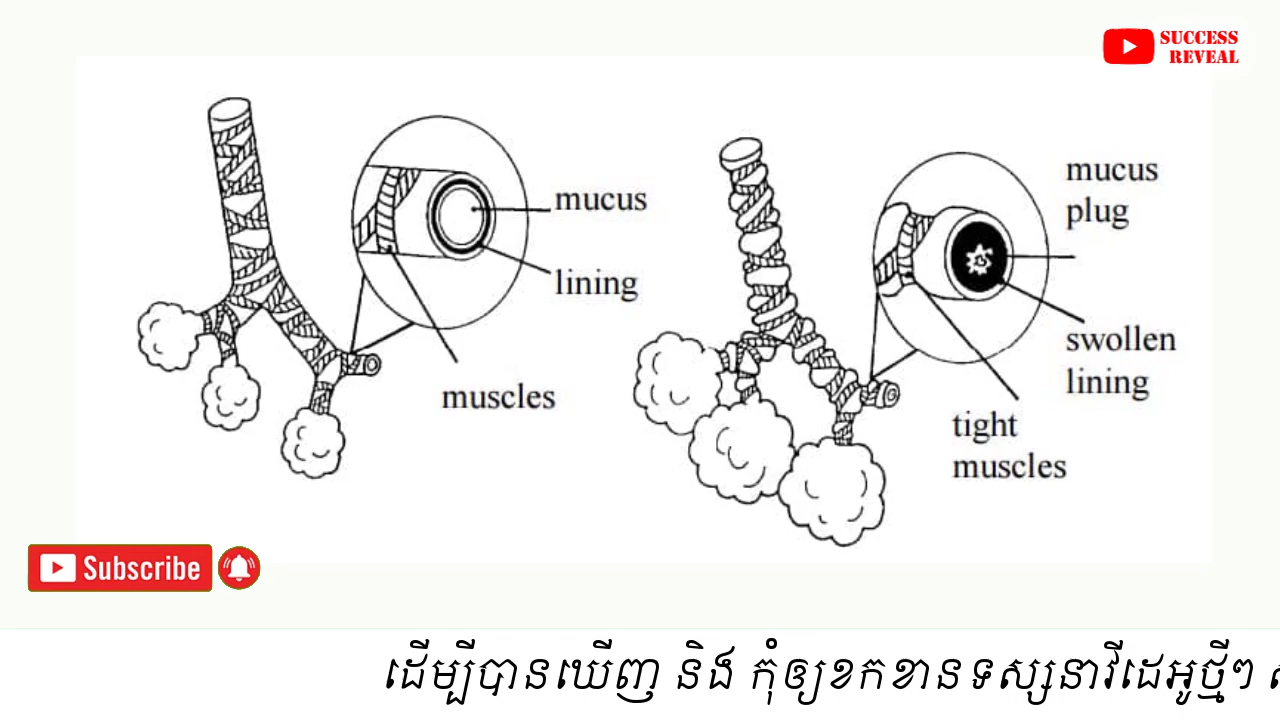 SUCCESS
REVEAL
mucus
lining
muscles
mucus
plug
swollen
lining
tight
muscles
Subscribe
ដើម្បីបានឃើញ និង កុំឲ្យខកខានទស្សនាវីដេអូថ្មីៗ